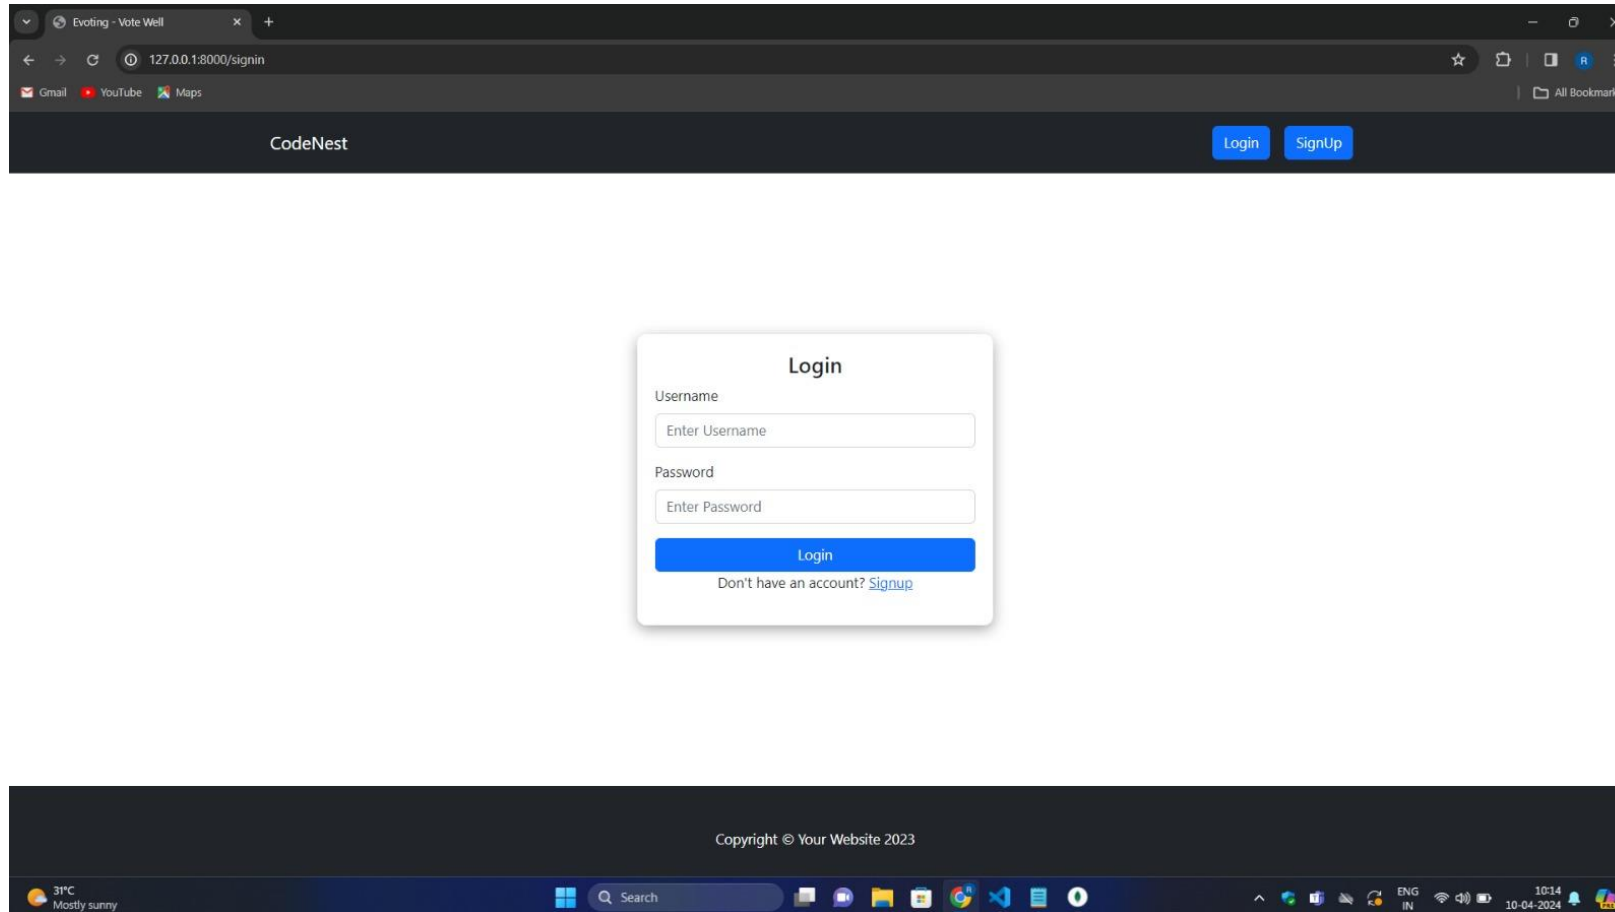 Evoting - Vote Well
127.0.0.1:8000/signin
Gmail YouTube Maps All Bookmark
CodeNest Login SignUp
Login
Username
Enter Username
Password
Enter Password
Login
Don't have an account? Signup
Copyright © Your Website 2023
31°C
Mostly sunny
Search
ENG
IN
10:14
10-04-2024